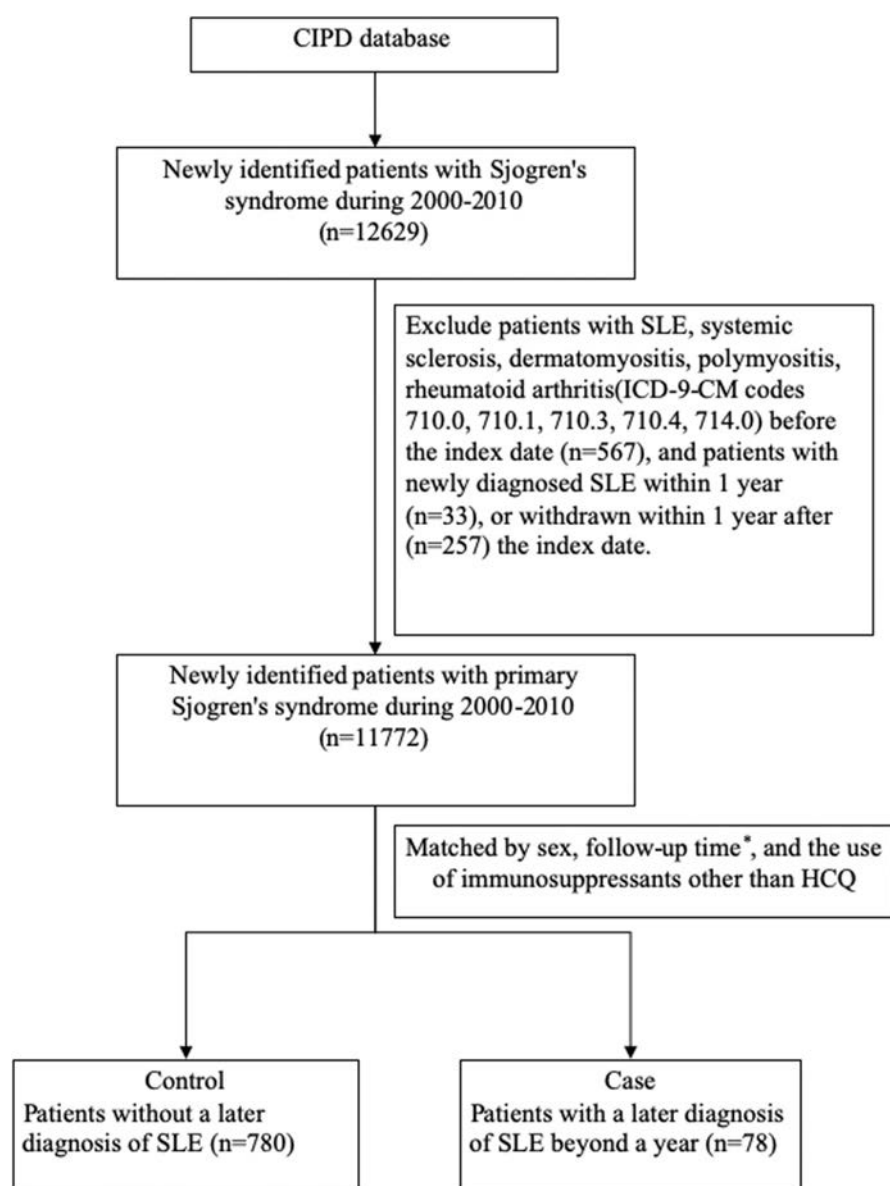 CIPD database
Newly identified patients with Sjogren's
syndrome during 2000-2010
(n=12629)
Exclude patients with SLE, systemic
sclerosis, dermatomyositis, polymyositis,
rheumatoid arthritis(ICD-9-CM codes
710.0, 710.1, 710.3, 710.4, 714.0) before
the index date (n=567), and patients with
newly diagnosed SLE within 1 year
(n=33), or withdrawn within 1 year after
(n=257) the index date.
Newly identified patients with primary
Sjogren's syndrome during 2000-2010
(n=11772)
Matched by sex, follow-up time*, and the use
of immunosuppressants other than HCQ
Control
Patients without a later
diagnosis of SLE (n=780)
Case
Patients with a later diagnosis
of SLE beyond a year (n=78)